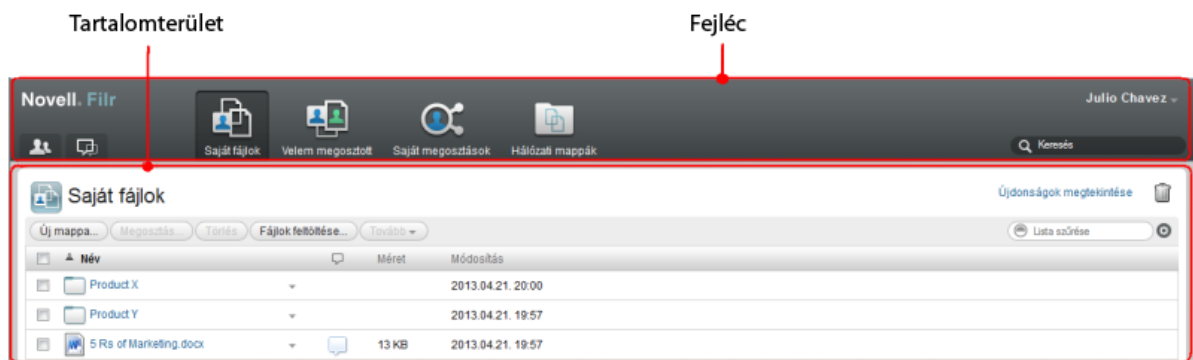 Tartalomterület Fejléc
Novell. Filr Julio Chavez
Saját fájlok Velem megosztott Saját megosztások Hálózati mappák Keresés
Saját fájlok Újdonságok megtekintése
Új mappa... Megosztás... Törlés Fájlok feltöltése... Tovább Lista szűrése
Név Méret Módosítás
Product X 2013.04.21. 20:00
Product Y 2013.04.21. 19:57
5 Rs of Marketing.docx 13 KB 2013.04.21. 19:57